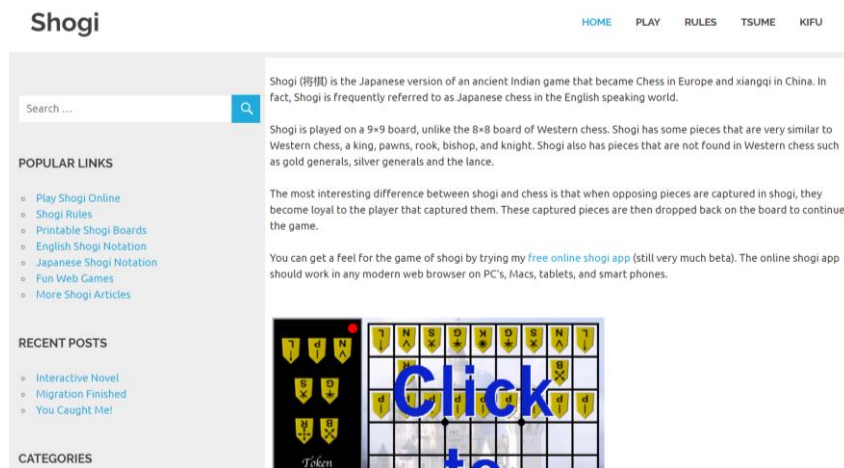 Shogi
HOME PLAY RULES TSUME KIFU
Search ...
POPULAR LINKS
Play Shogi Online
Shogi Rules
Printable Shogi Boards
English Shogi Notation
Japanese Shogi Notation
Fun Web Games
More Shogi Articles
RECENT POSTS
Interactive Novel
Migration Finished
You Caught Me!
CATEGORIES
Shogi (将棋) is the Japanese version of an ancient Indian game that became Chess in Europe and xiangqi in China. In
fact, Shogi is frequently referred to as Japanese chess in the English speaking world.
Shogi is played on a 9×9 board, unlike the 8×8 board of Western chess. Shogi has some pieces that are very similar to
Western chess, a king, pawns, rook, bishop, and knight. Shogi also has pieces that are not found in Western chess such
as gold generals, silver generals and the lance.
The most interesting difference between shogi and chess is that when opposing pieces are captured in shogi, they
become loyal to the player that captured them. These captured pieces are then dropped back on the board to continue
the game.
You can get a feel for the game of shogi by trying my free online shogi app (still very much beta). The online shogi app
should work in any modern web browser on PC's, Macs, tablets, and smart phones.
L P N
S G
R B
Token
L N S G K G S N L
Click
to